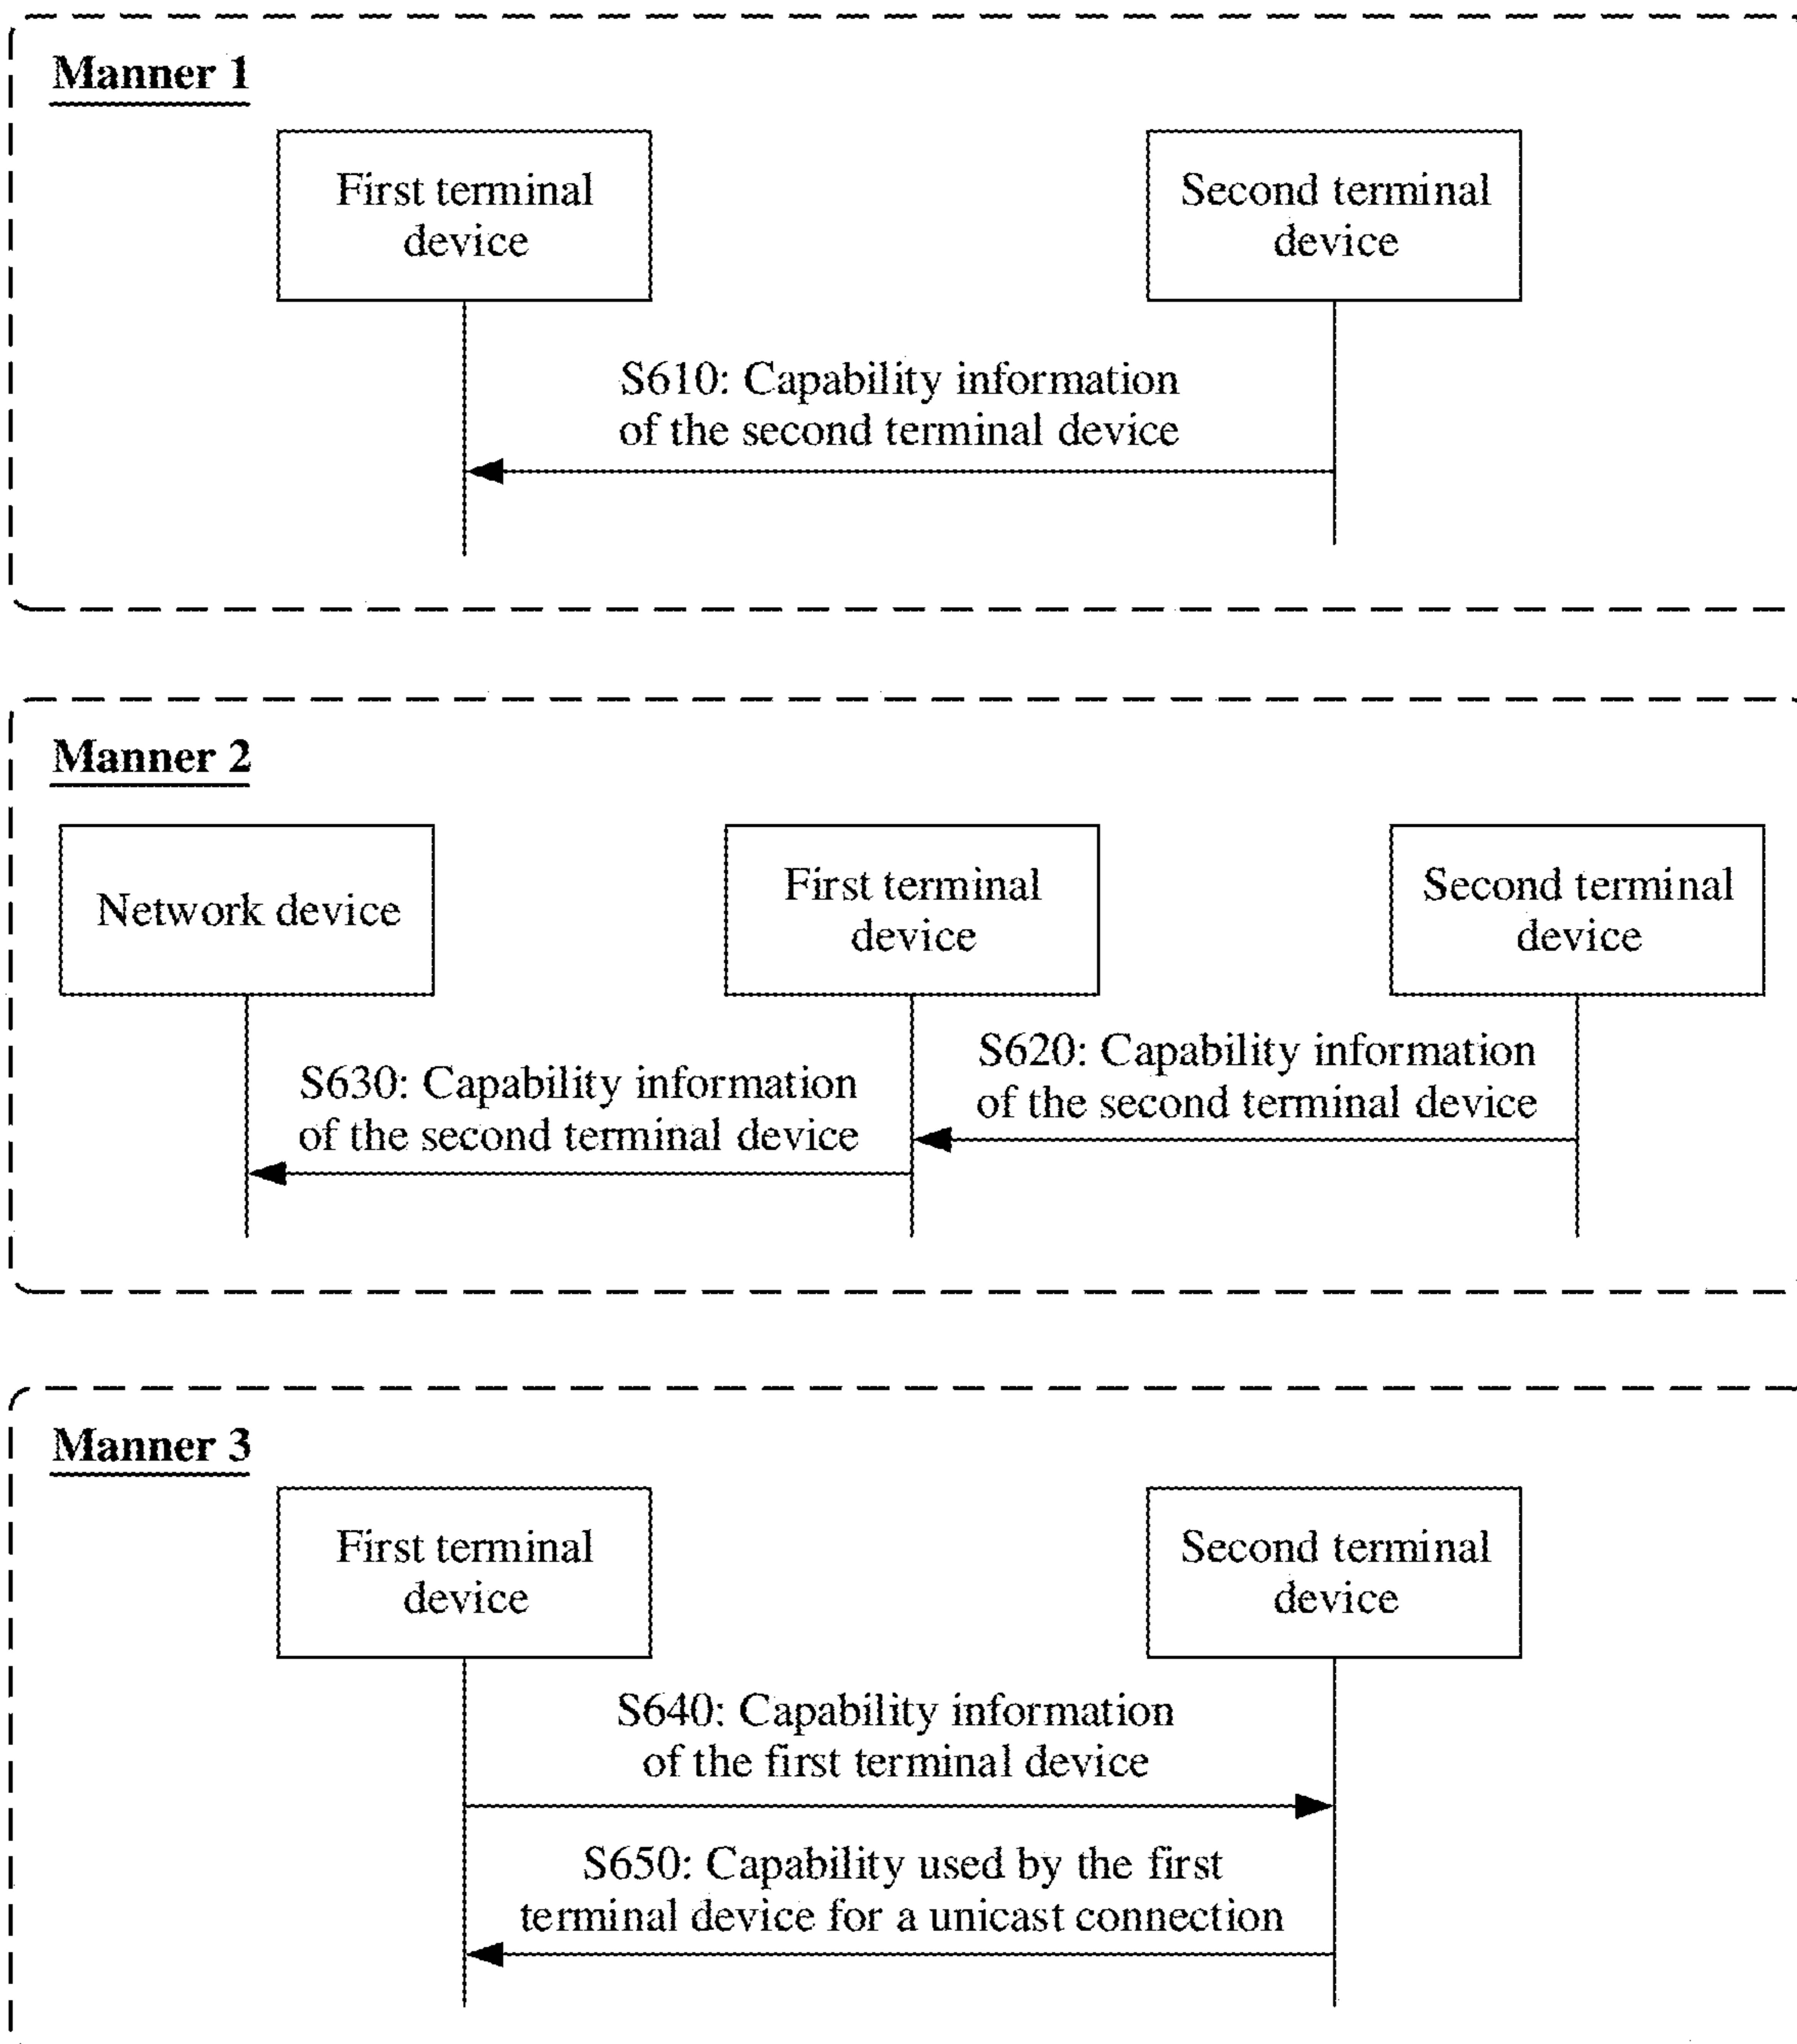 Manner 1
First terminal
device
Second terminal
device
S610: Capability information
of the second terminal device
Manner 2
Network device
First terminal
device
Second terminal
device
S620: Capability information
of the second terminal device
S630: Capability information
of the second terminal device
Manner 3
First terminal
device
Second terminal
device
S640: Capability information
of the first terminal device
S650: Capability used by the first
terminal device for a unicast connection